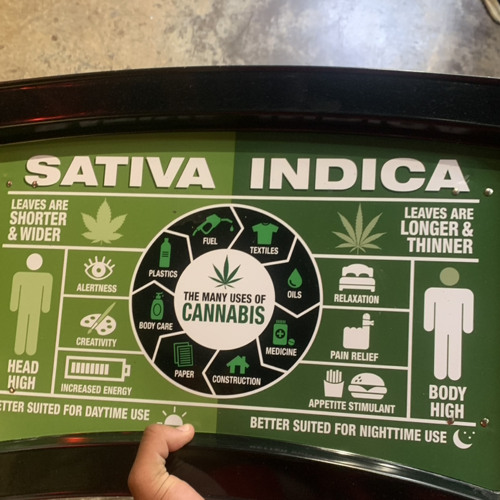 SATIVA
LEAVES ARE
SHORTER
& WIDER
HEAD
HIGH
ALERTNESS
CREATIVITY
INCREASED ENERGY
ETTER SUITED FOR DAYTIME USE
FUEL
TEXTILES
OILS
MEDICINE
CONSTRUCTION
PAPER
BODY CARE
PLASTICS
THE MANY USES OF
CANNABIS
INDICA
LEAVES ARE
LONGER &
THINNER
RELAXATION
PAIN RELIEF
APPETITE STIMULANT
BODY
HIGH
BETTER SUITED FOR NIGHTTIME USE